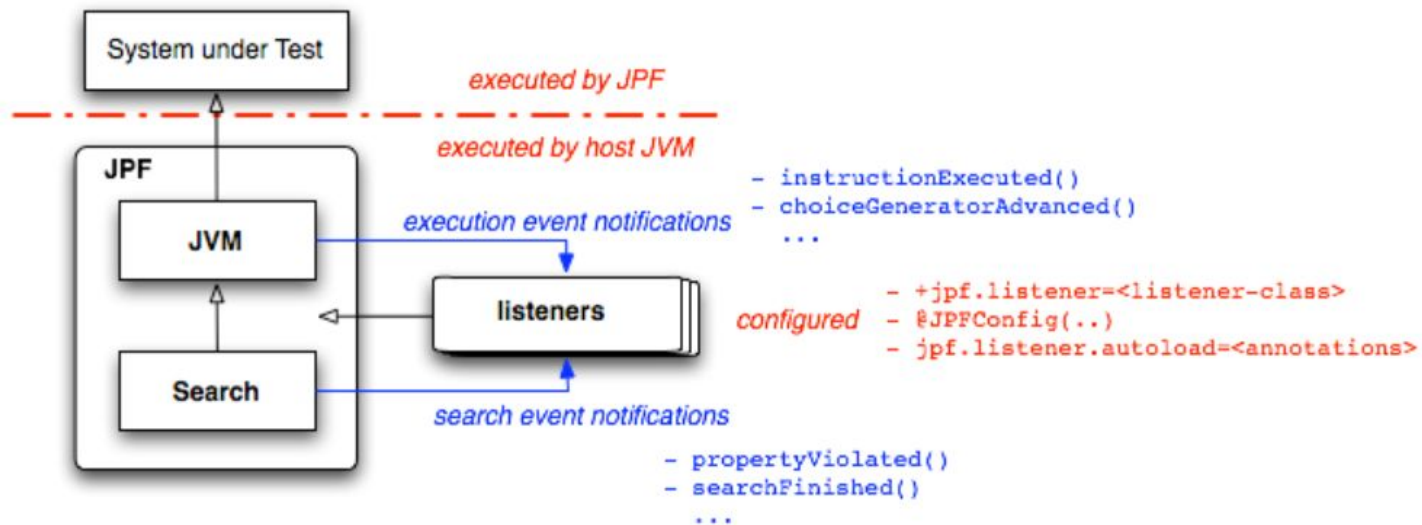 System under Test
executed by JPF
executed by host JVM
JPF
- instructionExecuted()
execution event notifications
- choiceGeneratorAdvanced()
...
JVM
listeners
- +jpf.listener=<listener-class>
configured - @JPFConfig(..)
- jpf.listener.autoload=<annotations>
Search
search event notifications
- propertyViolated()
- searchFinished()
...